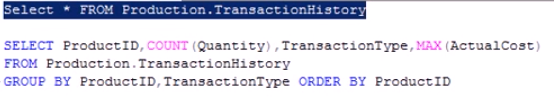 Select * FROM Production.TransactionHistory
SELECT ProductID,COUNT(Quantity),TransactionType,MAX(ActualCost)
FROM Production.TransactionHistory
GROUP BY ProductID,TransactionType ORDER BY ProductID